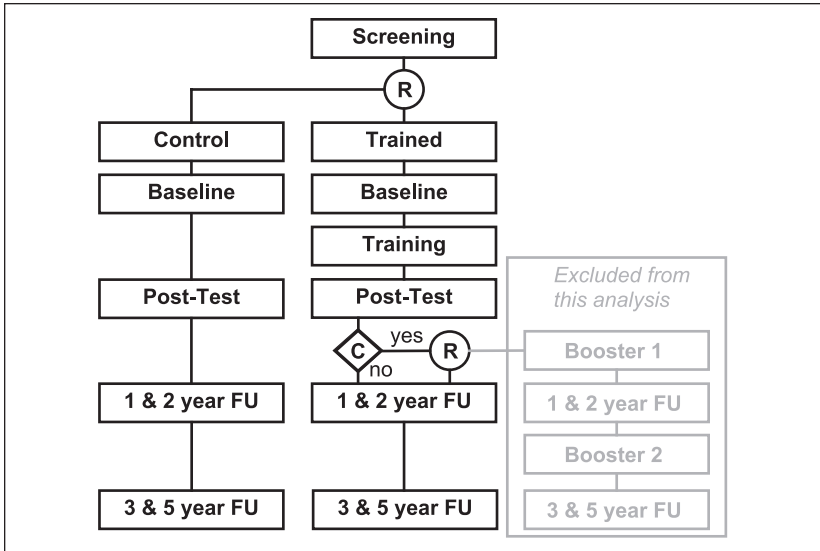 Screening
R
Control
Trained
Baseline
Baseline
Training
Excluded from
this analysis
Post-Test
Post-Test
yes
C
R
Booster 1
no
1 & 2 year FU
1 & 2 year FU
1 & 2 year FU
Booster 2
3 & 5 year FU
3 & 5 year FU
3 & 5 year FU